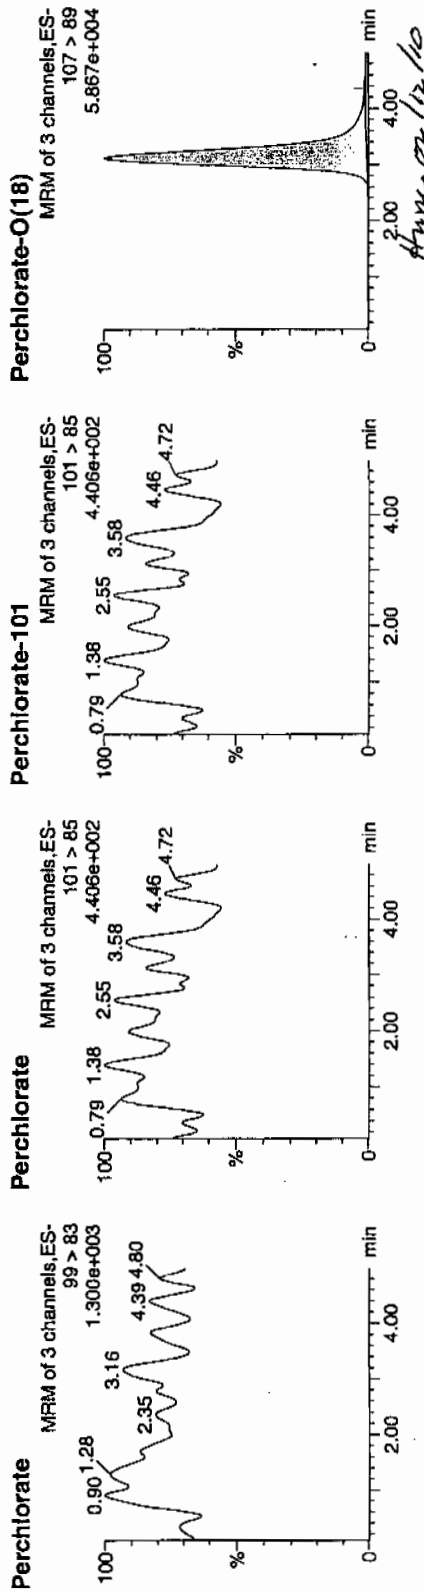 Perchlorate
MRM of 3 channels,ES-
99 > 83
1.300e+003
100
%
0
0.90
1.28
2.35
3.16
4.39
4.80
2.00
4.00
min
Perchlorate
MRM of 3 channels,ES-
101 > 85
4.406e+002
100
%
0
0.79
1.38
2.55
3.58
4.46
4.72
2.00
4.00
min
Perchlorate-101
MRM of 3 channels,ES-
101 > 85
4.406e+002
100
%
0
0.79
1.38
2.55
3.58
4.46
4.72
2.00
4.00
min
Perchlorate-O(18)
MRM of 3 channels,ES-
107 > 89
5.867e+004
100
%
0
2.00
4.00
min